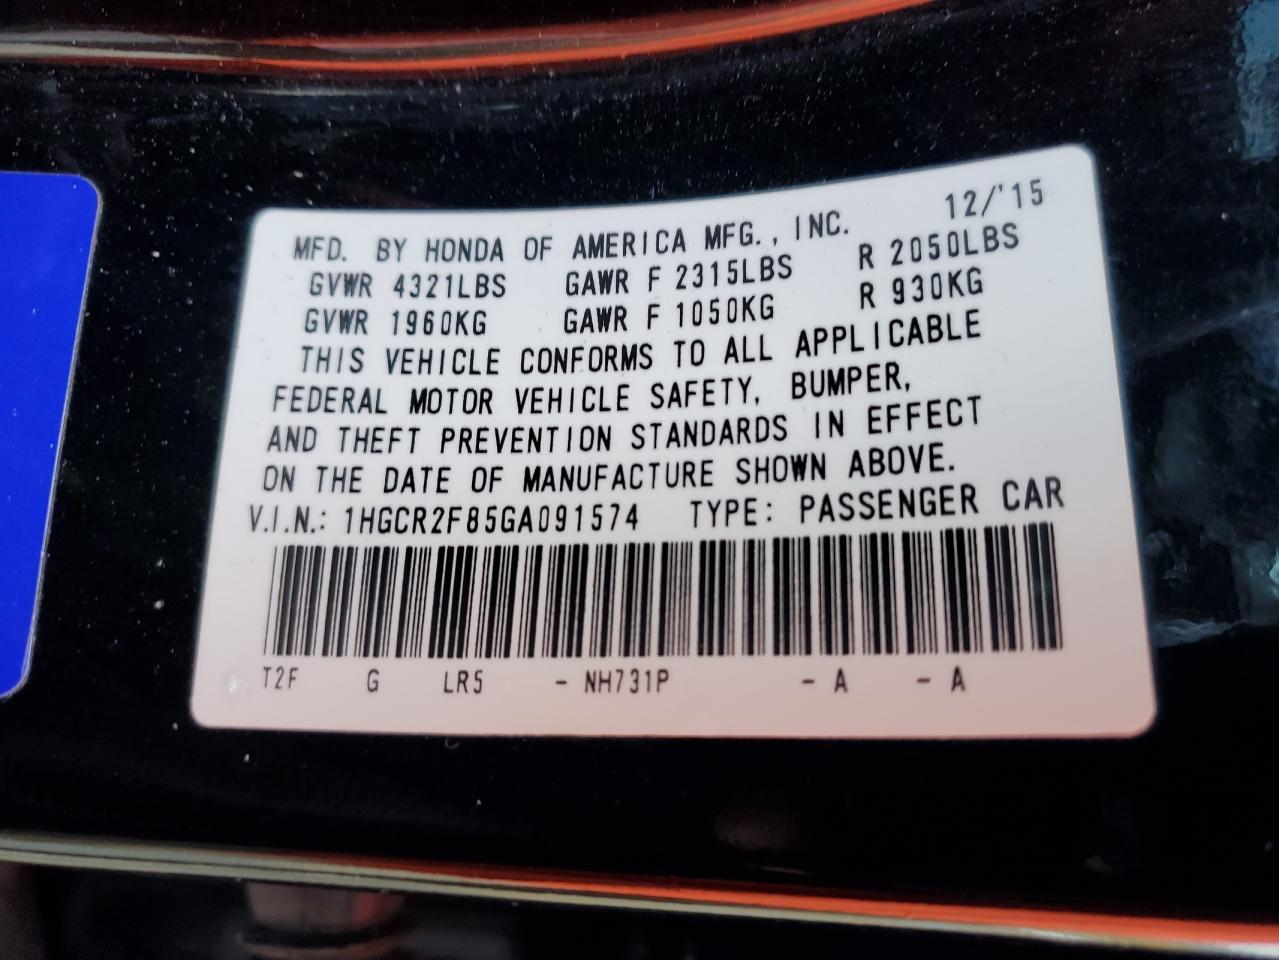 12/'15
MFD. BY HONDA OF AMERICA MFG., INC.
GVWR 4321LBS GAWR F 2315LBS R 2050LBS
GVWR 1960KG GAWR F 1050KG R 930KG
THIS VEHICLE CONFORMS TO ALL APPLICABLE
FEDERAL MOTOR VEHICLE SAFETY, BUMPER,
AND THEFT PREVENTION STANDARDS IN EFFECT
ON THE DATE OF MANUFACTURE SHOWN ABOVE.
V.I.N.: 1HGCR2F85GA091574 TYPE: PASSENGER CAR
T2F G LR5 - NH731P - A - A